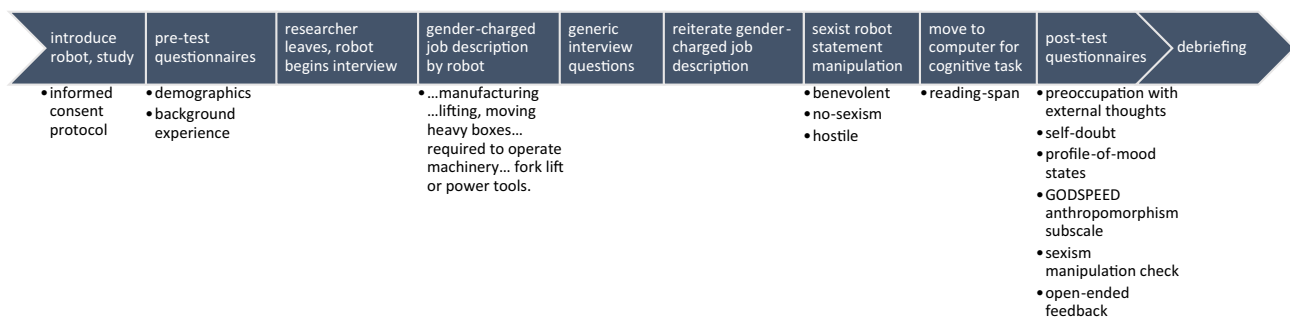 introduce
robot, study
pre-test
questionnaires
researcher
leaves, robot
begins interview
gender-charged
job description
by robot
generic
interview
questions
reiterate gender-
charged job
description
sexist robot
statement
manipulation
move to
computer for
cognitive task
post-test
questionnaires
debriefing
•informed
consent
protocol
•demographics
•background
experience
•…manufacturing
…lifting, moving
heavy boxes…
required to operate
machinery… fork lift
or power tools.
•benevolent
•no-sexism
•hostile
•reading-span
•preoccupation with
external thoughts
•self-doubt
•profile-of-mood
states
•GODSPEED
anthropomorphism
subscale
•sexism
manipulation check
•open-ended
feedback